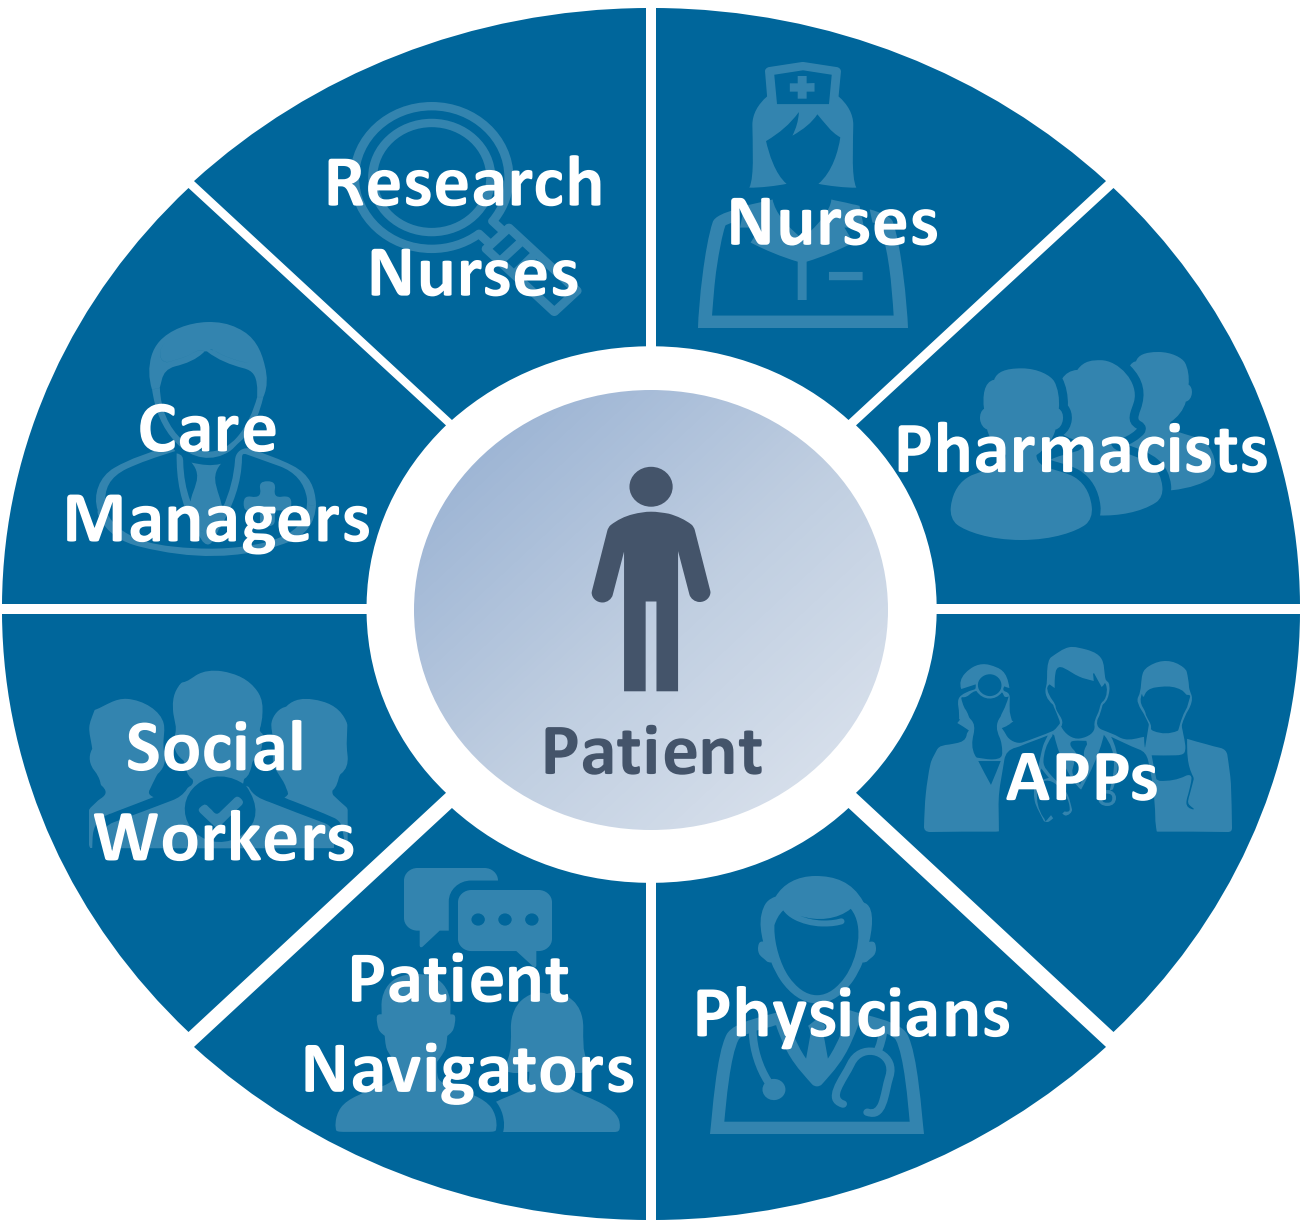 Research
Nurses
Nurses
Pharmacists
APPs
Physicians
Patient
Navigators
Social
Workers
Care
Managers
Patient